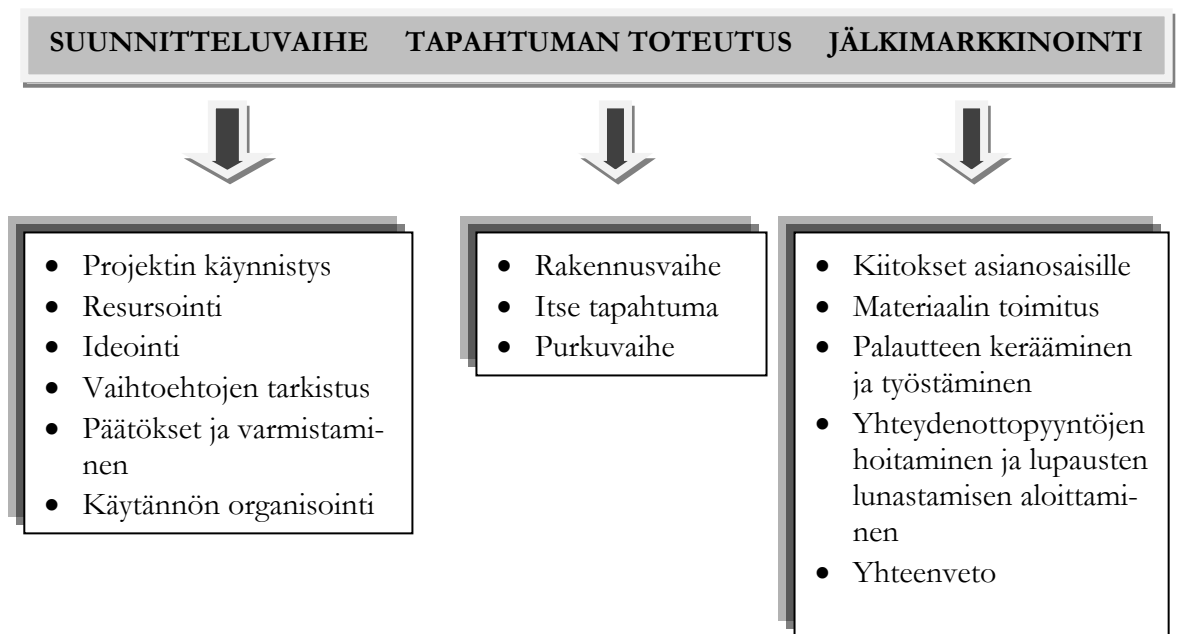 SUUNNITTELUVAIHE TAPAHTUMAN TOTEUTUS JÄLKIMARKKINOINTI
• Projektin käynnistys
• Resursointi
• Ideointi
• Vaihtoehtojen tarkistus
• Päätökset ja varmistami-
nen
• Käytännön organisointi
• Rakennusvaihe
• Itse tapahtuma
• Purkuvaihe
• Kiitokset asianosaisille
• Materiaalin toimitus
• Palautteen kerääminen
ja työstäminen
• Yhteydenottopyyntöjen
hoitaminen ja lupausten
lunastamisen aloittami-
nen
• Yhteenveto